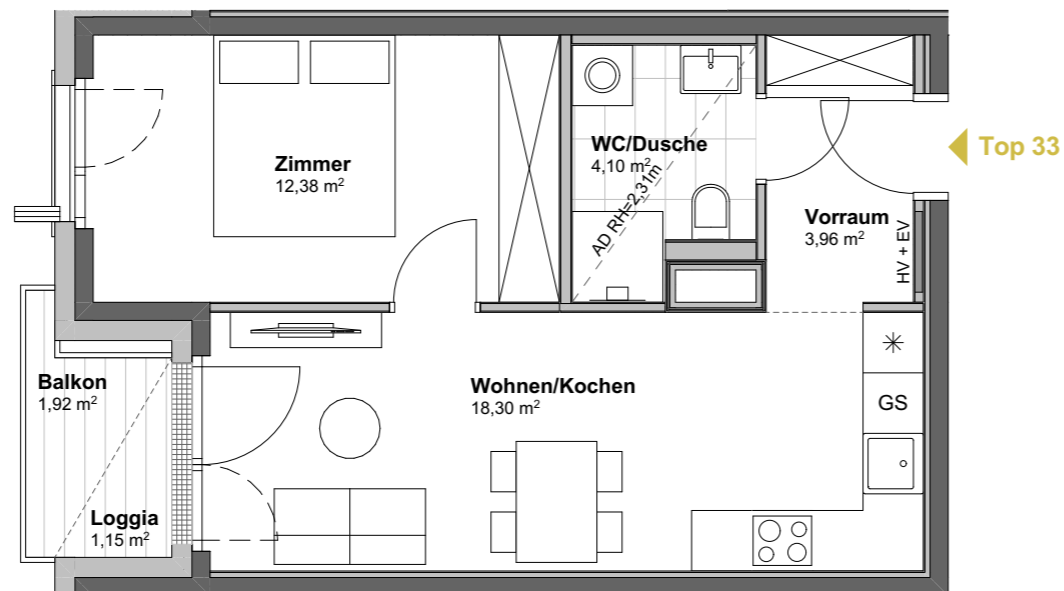 Zimmer
12,38 m²
WC/Dusche
4,10 m²
AD RH=2,31m
Top 33
Vorraum
3,96 m²
HV + EV
Balkon
1,92 m²
Wohnen/Kochen
18,30 m²
GS
Loggia
1,15 m²